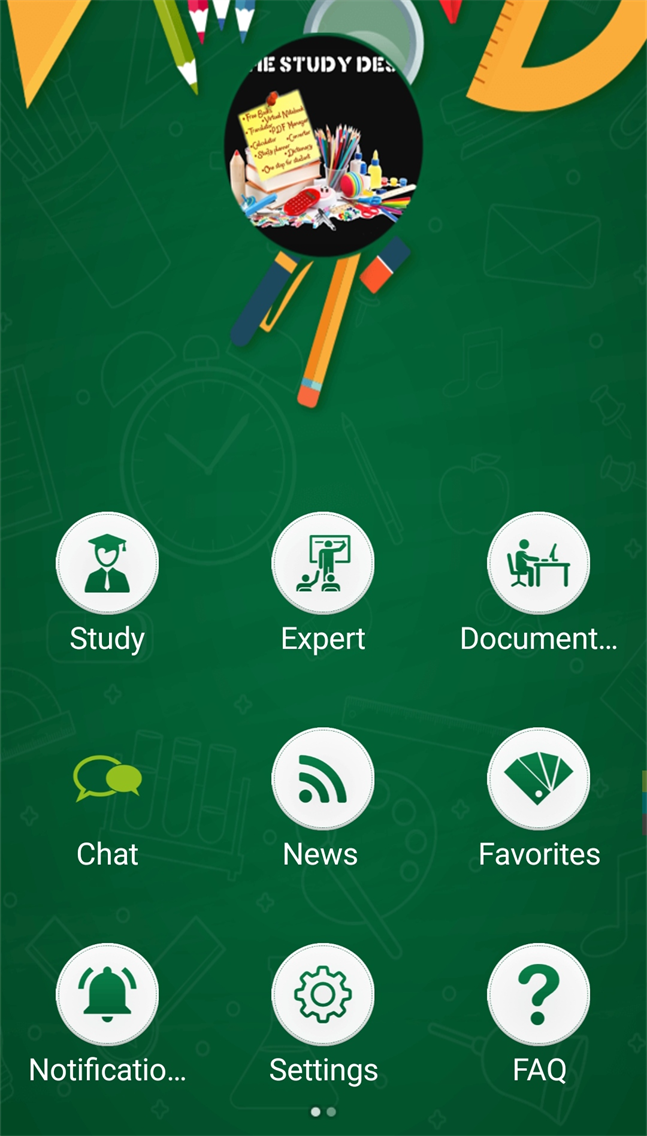 HE STUDY DES
•Free Books
•Virtual Notebook
•Translator
•PDF Manager
•Calculator
•Converter
•Study planner
•Dictionary
•One stop for student
Study
Expert
Document...
Chat
News
Favorites
Notificatio...
Settings
FAQ